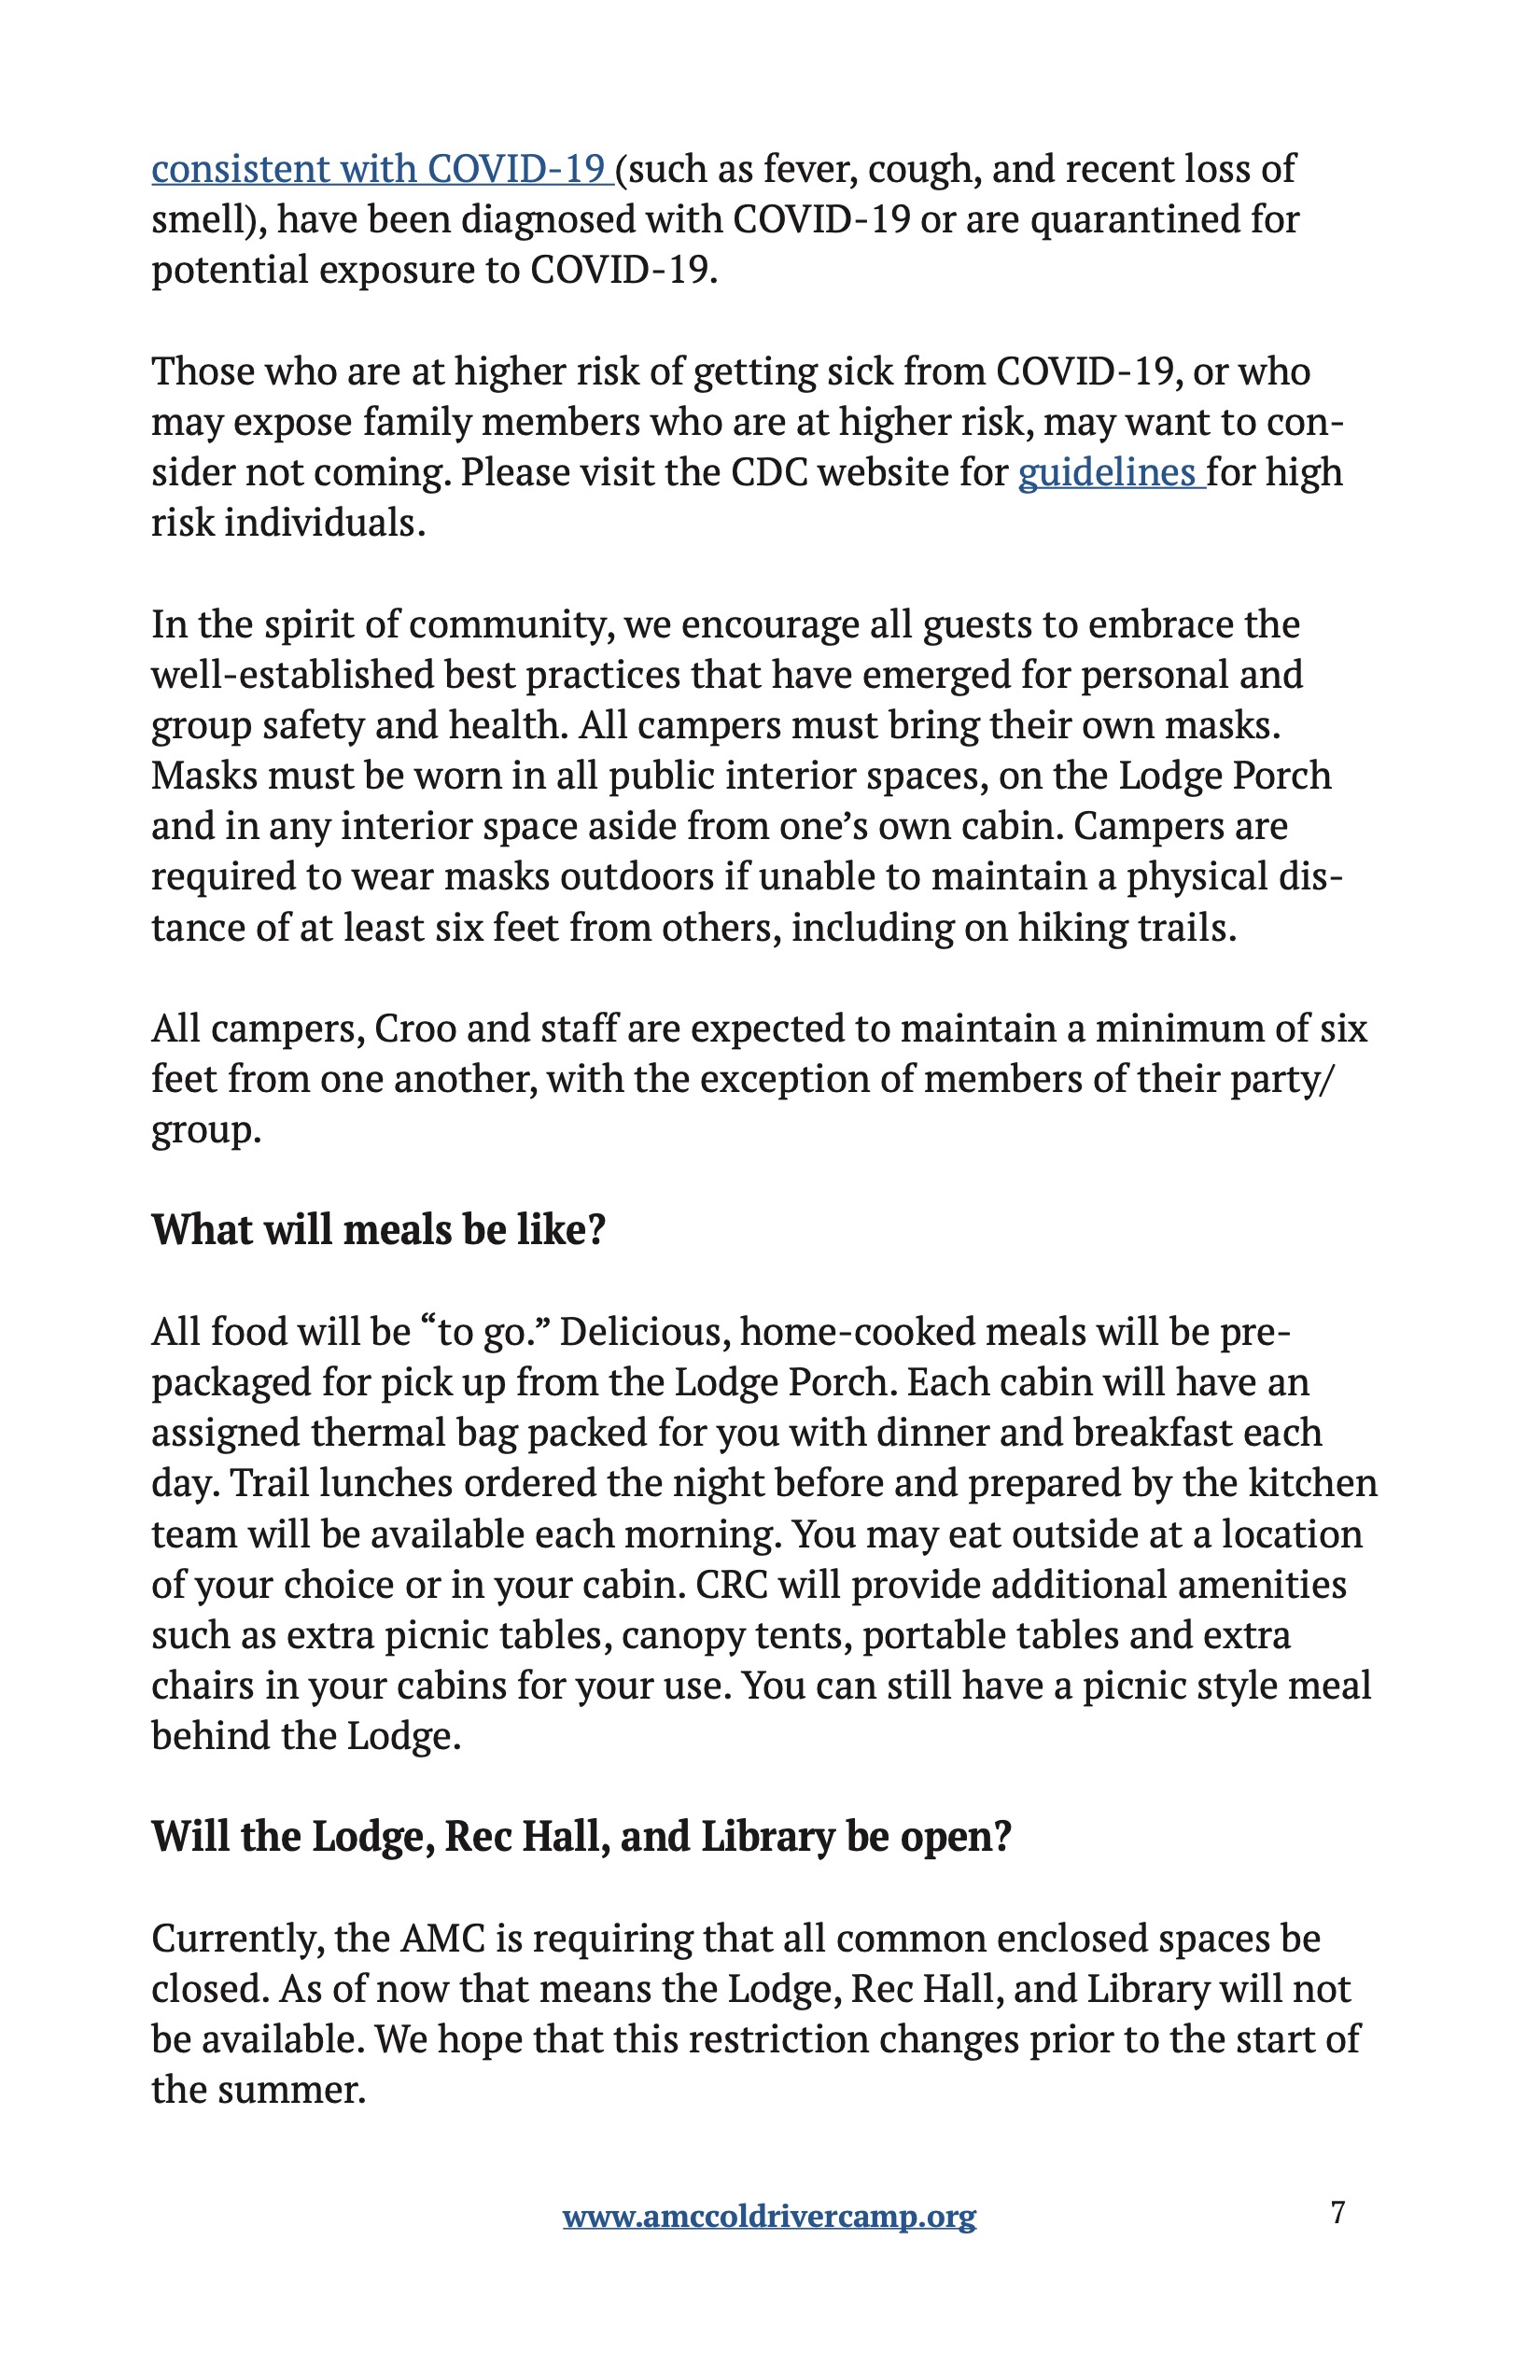 consistent with COVID-19 (such as fever, cough, and recent loss of
smell), have been diagnosed with COVID-19 or are quarantined for
potential exposure to COVID-19.
Those who are at higher risk of getting sick from COVID-19, or who
may expose family members who are at higher risk, may want to con-
sider not coming. Please visit the CDC website for guidelines for high
risk individuals.
In the spirit of community, we encourage all guests to embrace the
well-established best practices that have emerged for personal and
group safety and health. All campers must bring their own masks.
Masks must be worn in all public interior spaces, on the Lodge Porch
and in any interior space aside from one’s own cabin. Campers are
required to wear masks outdoors if unable to maintain a physical dis-
tance of at least six feet from others, including on hiking trails.
All campers, Croo and staff are expected to maintain a minimum of six
feet from one another, with the exception of members of their party/
group.
What will meals be like?
All food will be “to go.” Delicious, home-cooked meals will be pre-
packaged for pick up from the Lodge Porch. Each cabin will have an
assigned thermal bag packed for you with dinner and breakfast each
day. Trail lunches ordered the night before and prepared by the kitchen
team will be available each morning. You may eat outside at a location
of your choice or in your cabin. CRC will provide additional amenities
such as extra picnic tables, canopy tents, portable tables and extra
chairs in your cabins for your use. You can still have a picnic style meal
behind the Lodge.
Will the Lodge, Rec Hall, and Library be open?
Currently, the AMC is requiring that all common enclosed spaces be
closed. As of now that means the Lodge, Rec Hall, and Library will not
be available. We hope that this restriction changes prior to the start of
the summer.
www.amccoldrivercamp.org 7